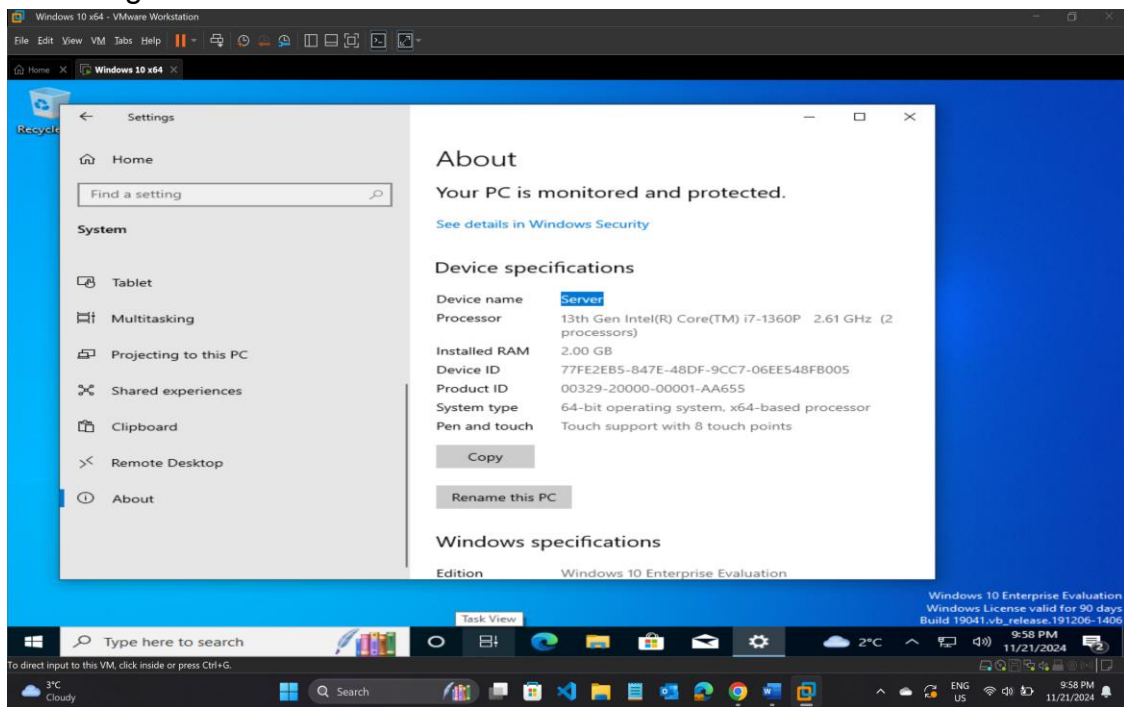 Windows 10 x64 - VMware Workstation
File Edit View VM Tabs Help
Home Windows 10 x64
Recycle
Settings
Home
Find a setting
System
Tablet
Multitasking
Projecting to this PC
Shared experiences
Clipboard
Remote Desktop
About
About
Your PC is monitored and protected.
See details in Windows Security
Device specifications
Device name Server
Processor 13th Gen Intel(R) Core(TM) i7-1360P 2.61 GHz (2
processors)
Installed RAM 2.00 GB
Device ID 77FE2EB5-847E-48DF-9CC7-06EE548FB005
Product ID 00329-20000-00001-AA655
System type 64-bit operating system, x64-based processor
Pen and touch Touch support with 8 touch points
Copy
Rename this PC
Windows specifications
Edition Windows 10 Enterprise Evaluation
Windows 10 Enterprise Evaluation
Windows License valid for 90 days
Build 19041.vb_release.191206-1406
Task View
Type here to search
2°C
9:58 PM
11/21/2024
2
To direct input to this VM, click inside or press Ctrl+G.
3°C
Cloudy
Search
ENG
US
9:58 PM
11/21/2024